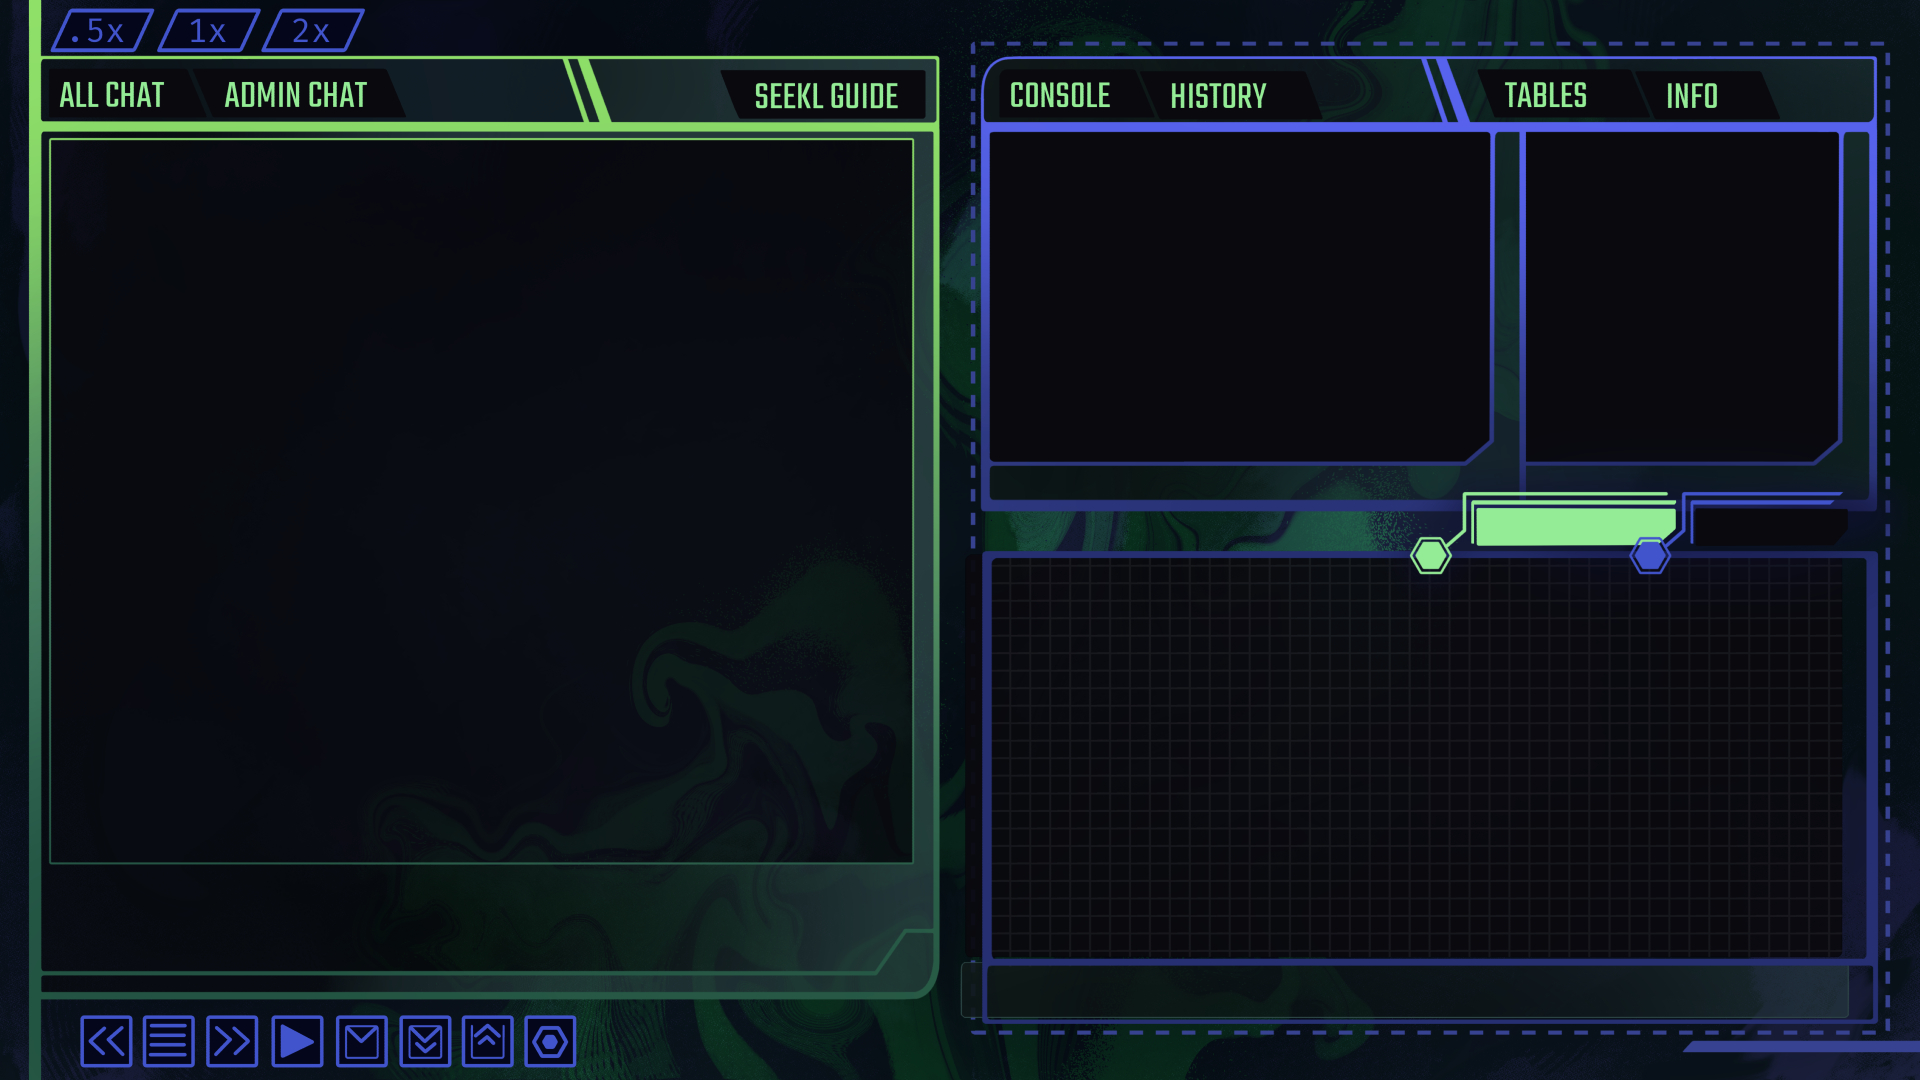 .5x 1x 2x
ALL CHAT ADMIN CHAT SEEKL GUIDE
CONSOLE HISTORY TABLES INFO